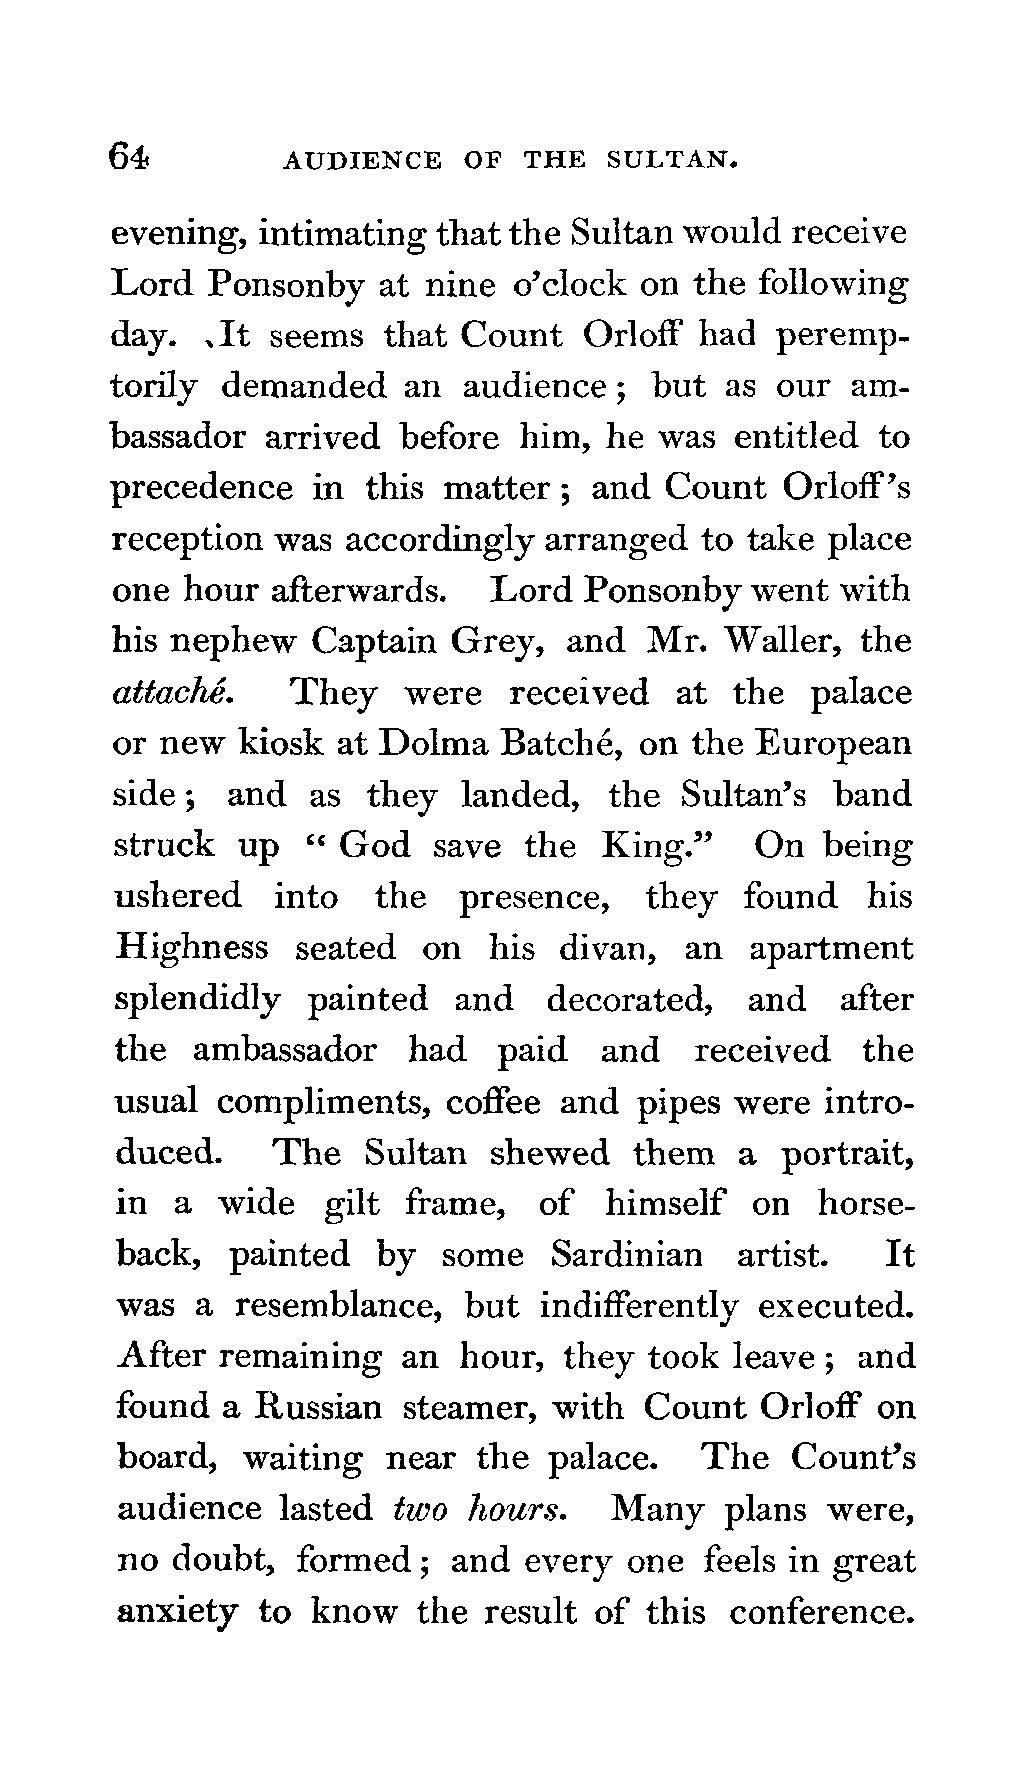 64 AUDIENCE OF THE SULTAN.
evening, intimating that the Sultan would receive
Lord Ponsonby at nine o'clock on the following
day. It seems that Count Orloff had peremp-
torily demanded an audience ; but as our am-
bassador arrived before him, he was entitled to
precedence in this matter ; and Count Orloff's
reception was accordingly arranged to take place
one hour afterwards. Lord Ponsonby went with
his nephew Captain Grey, and Mr. Waller, the
attaché. They were received at the palace
or new kiosk at Dolma Batché, on the European
side ; and as they landed, the Sultan's band
struck up “ God save the King.” On being
ushered into the presence, they found his
Highness seated on his divan, an apartment
splendidly painted and decorated, and after
the ambassador had paid and received the
usual compliments, coffee and pipes were intro-
duced. The Sultan shewed them a portrait,
in a wide gilt frame, of himself on horse-
back, painted by some Sardinian artist. It
was a resemblance, but indifferently executed.
After remaining an hour, they took leave ; and
found a Russian steamer, with Count Orloff on
board, waiting near the palace. The Count's
audience lasted two hours. Many plans were,
no doubt, formed ; and every one feels in great
anxiety to know the result of this conference.